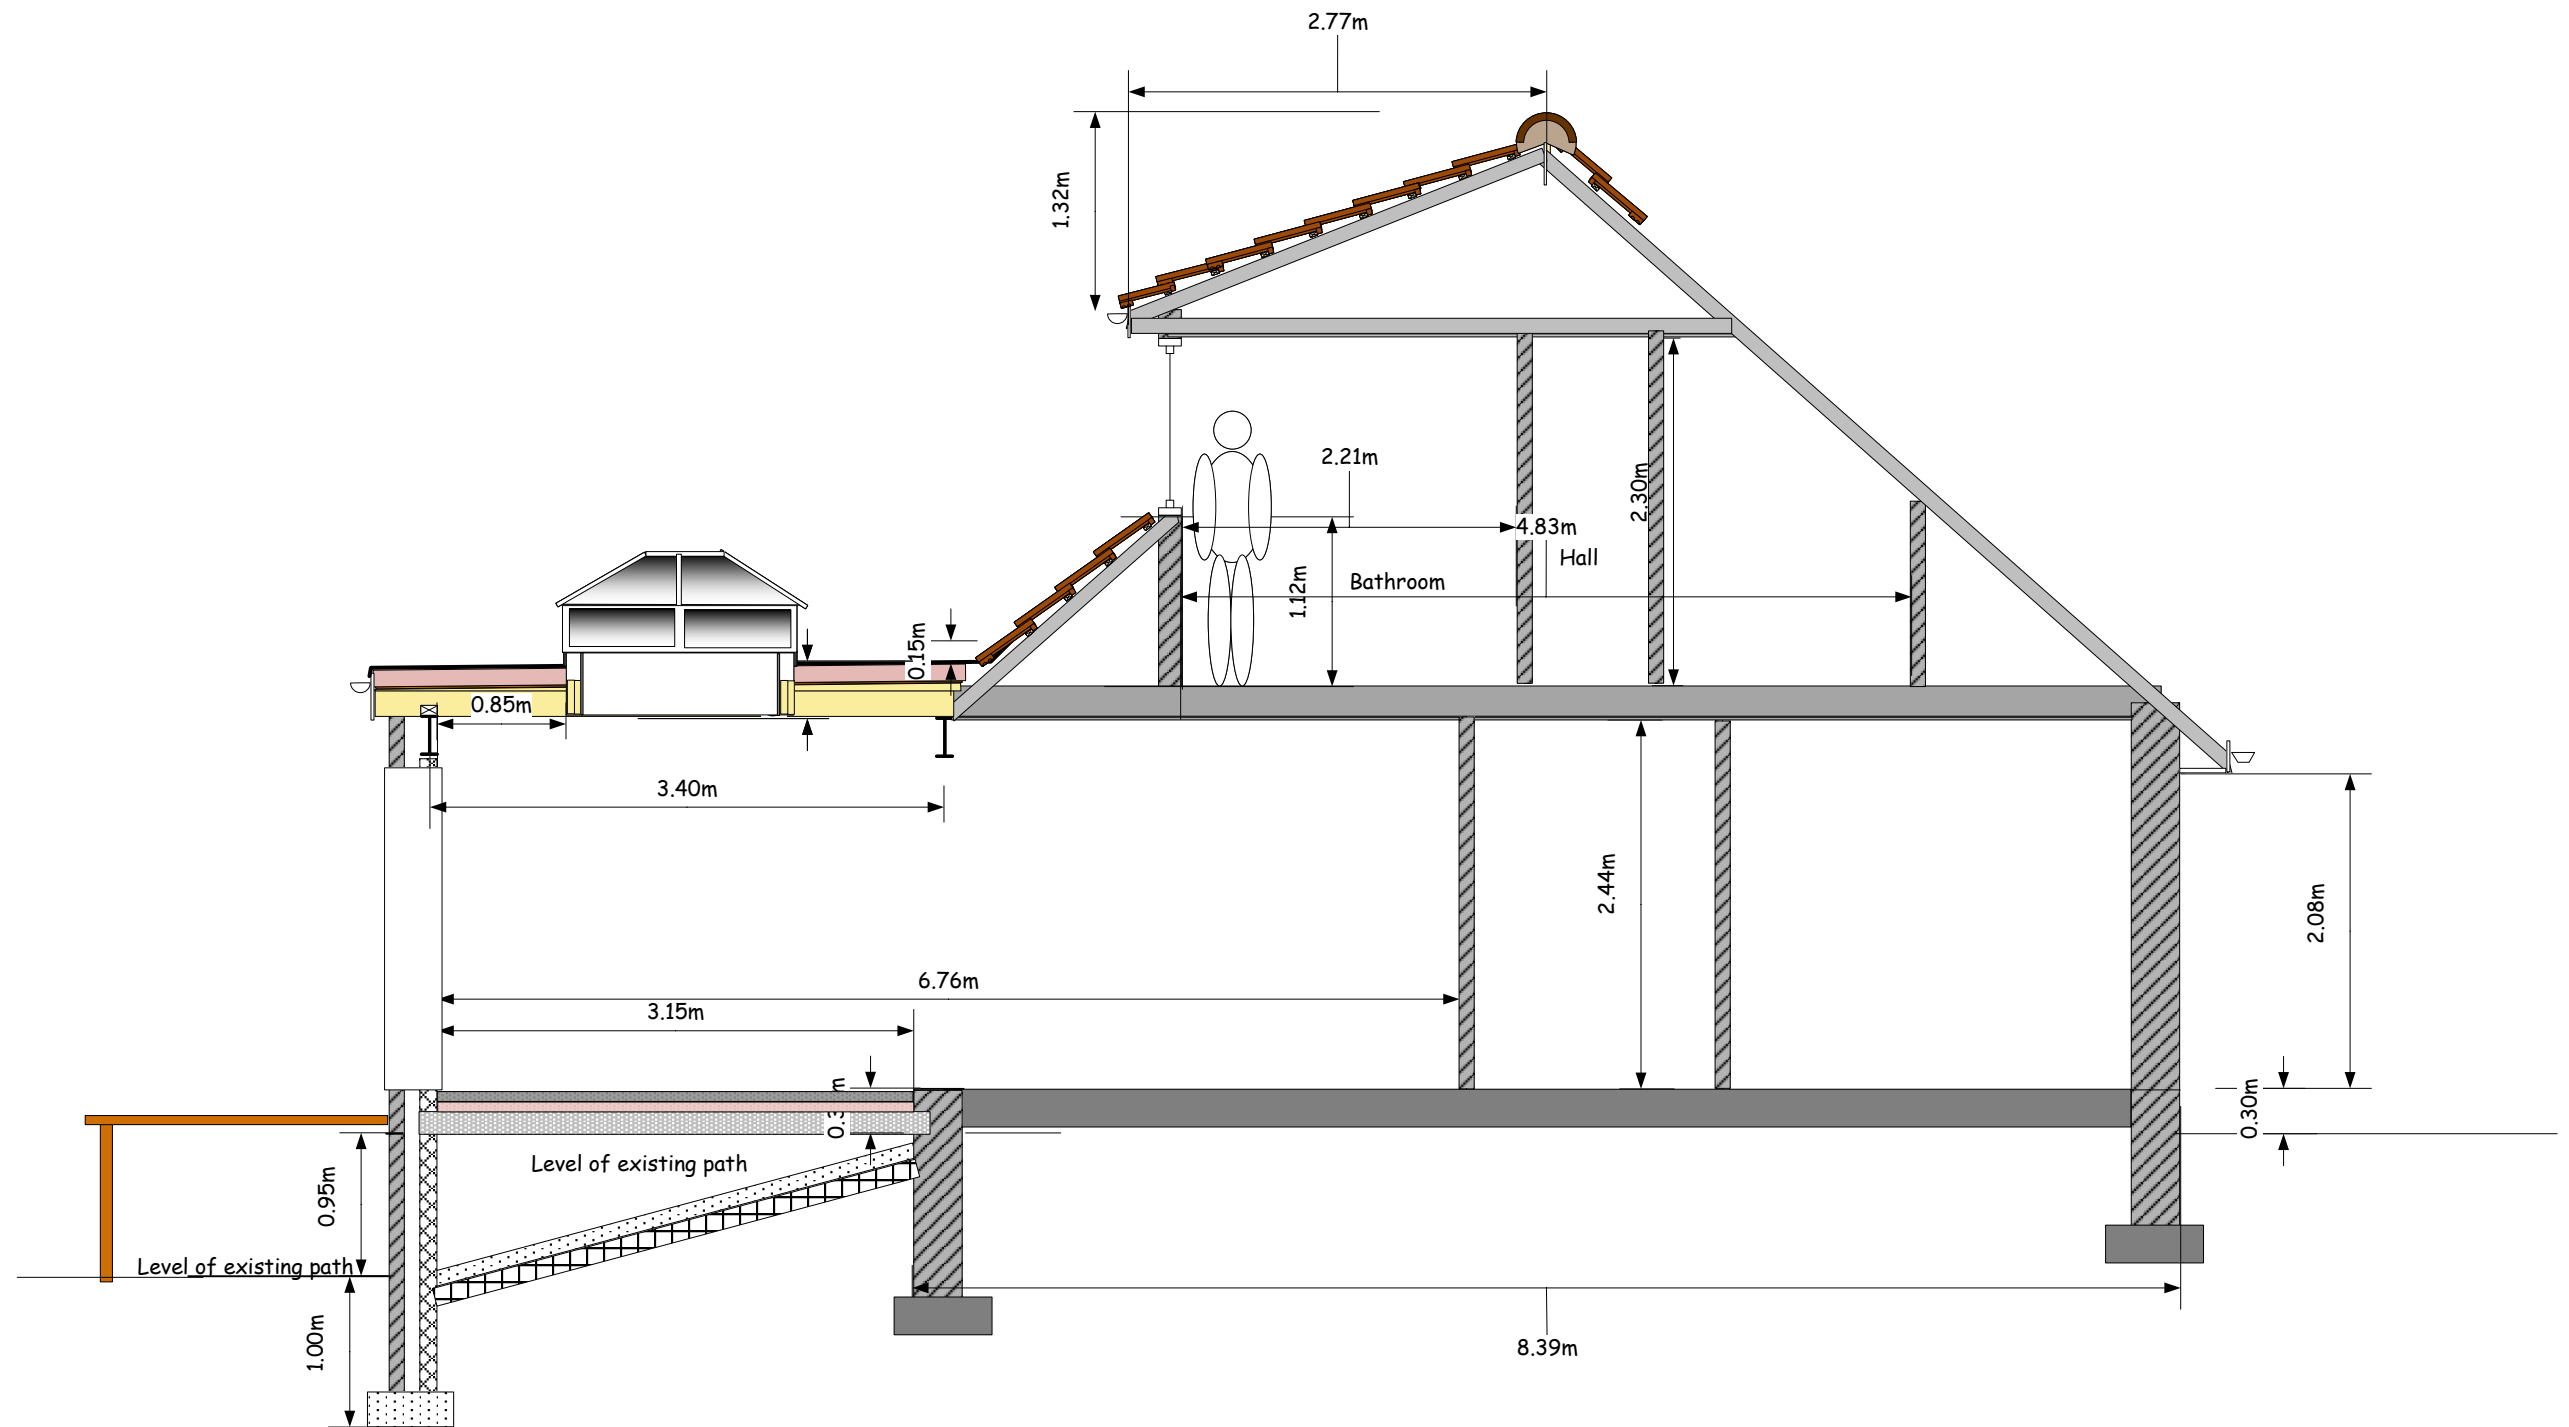 2.77m
1.32m
2.21m
2.30m
4.83m
Hall
1.12m
Bathroom
0.15m
0.85m
3.40m
2.44m
2.08m
6.76m
3.15m
0.30m
Level of existing path
0.95m
Level of existing path
1.00m
8.39m